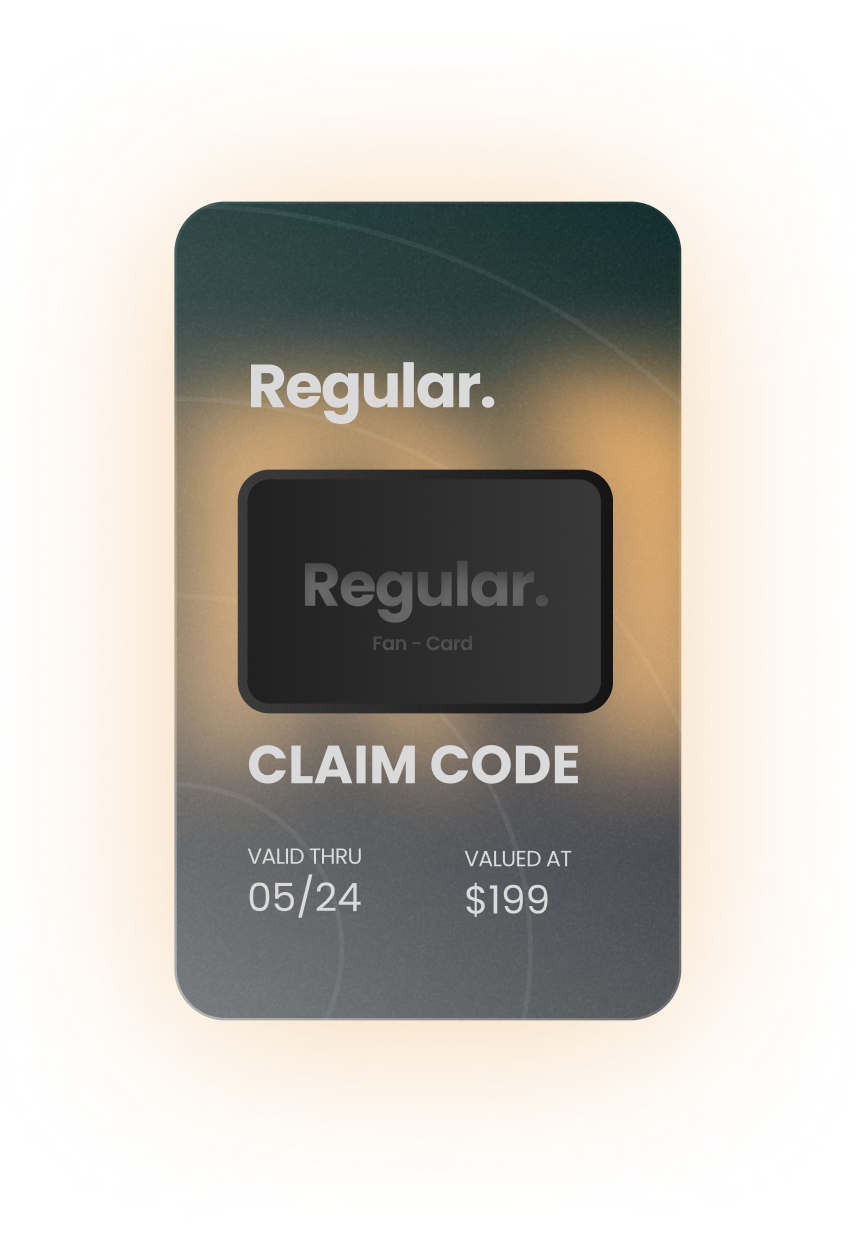 Regular.
Regular.
Fan - Card
CLAIM CODE
VALID THRU
05/24
VALUED AT
$199